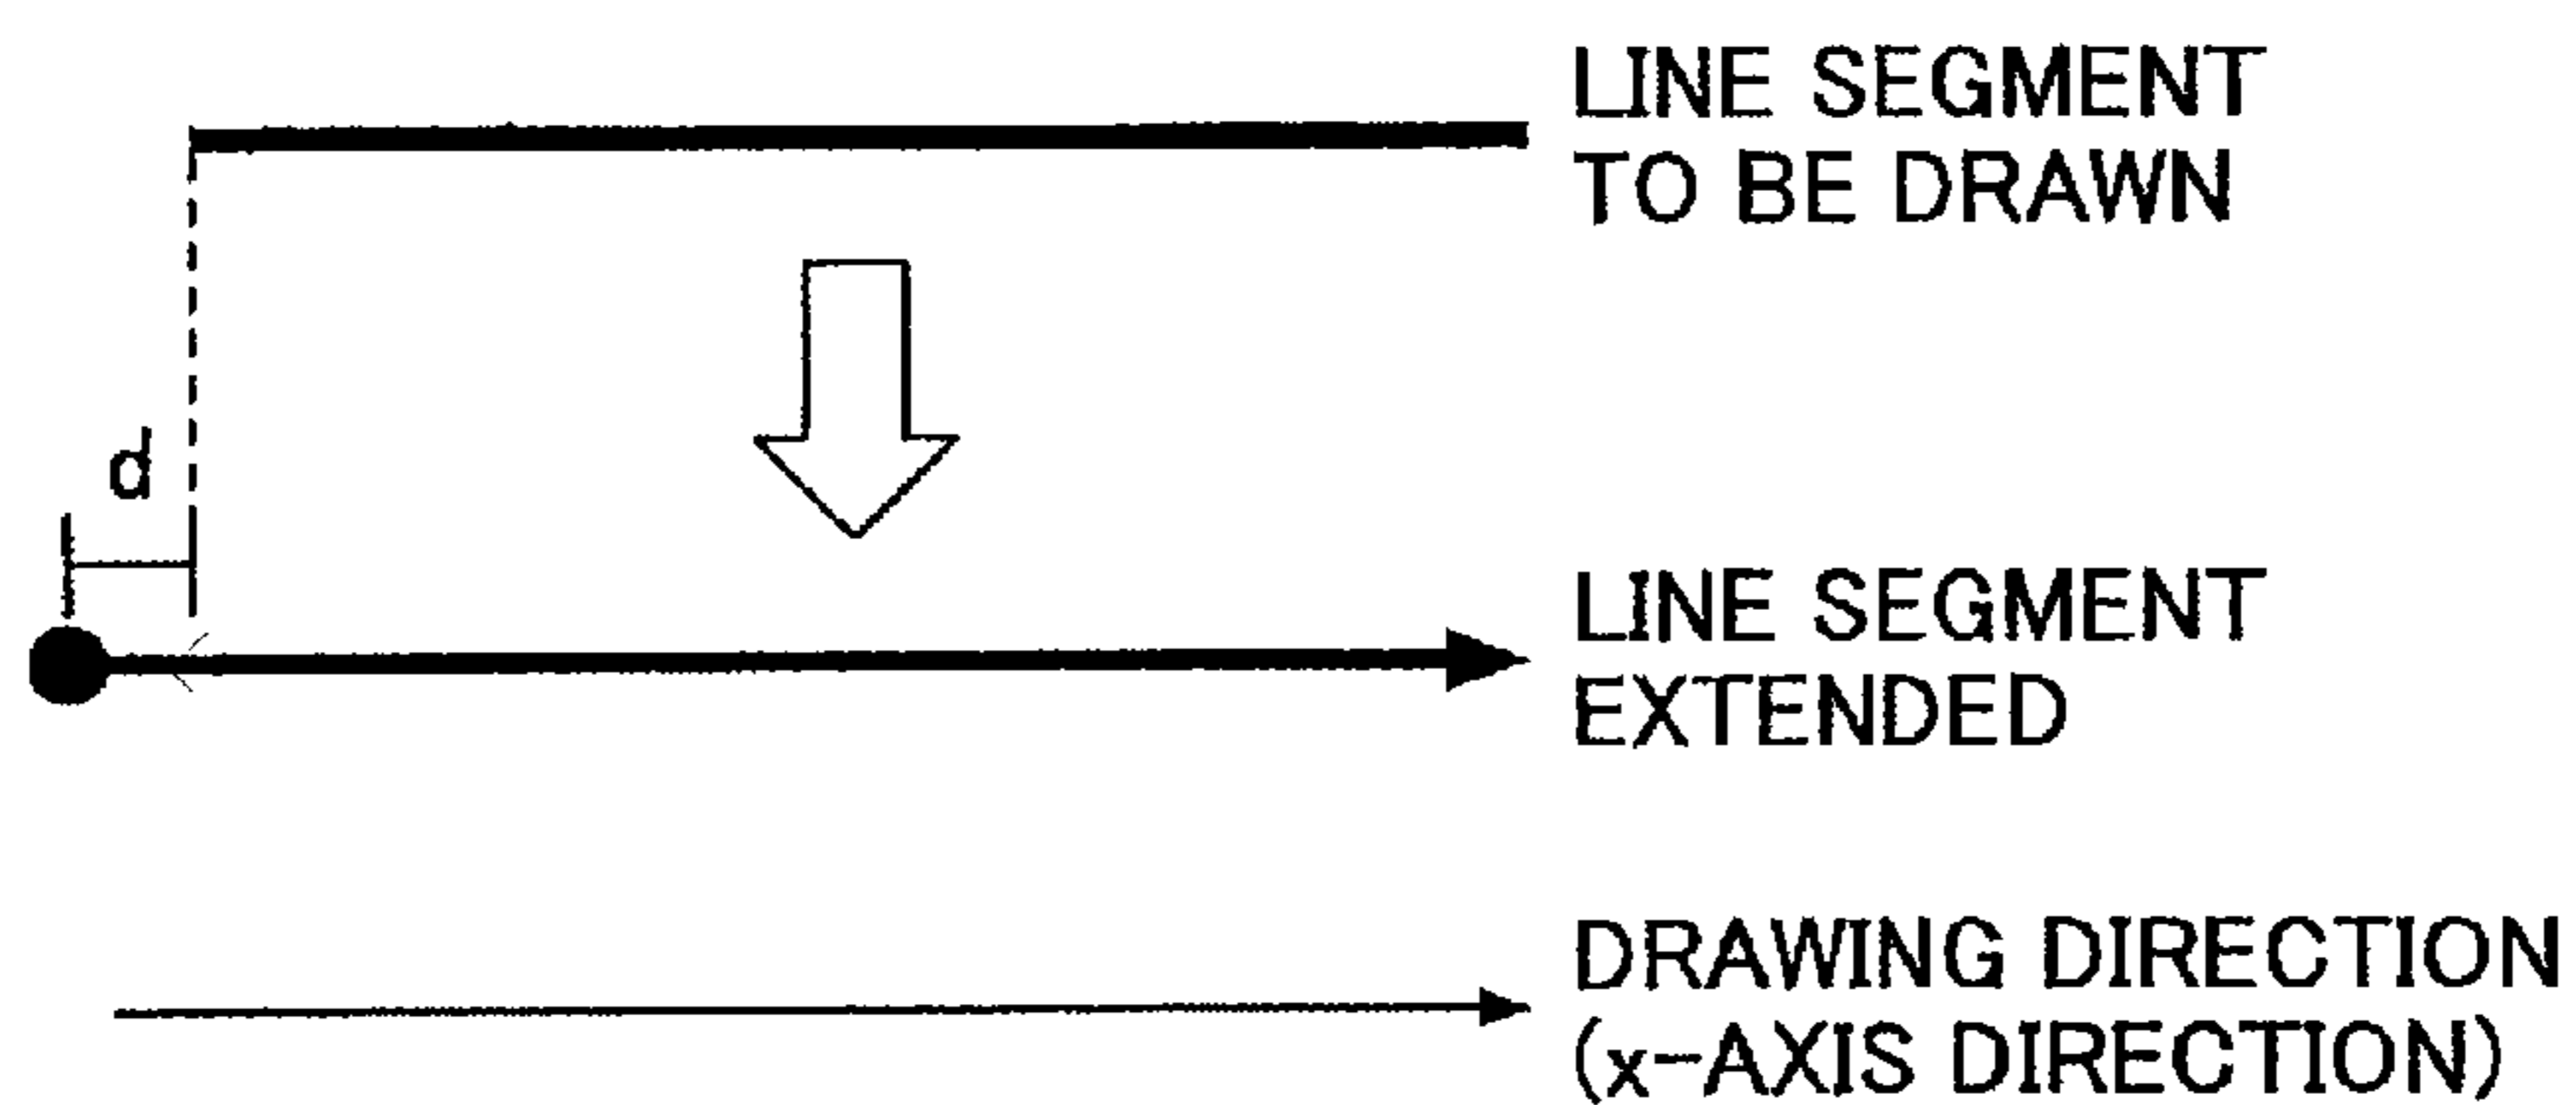 LINE SEGMENT
TO BE DRAWN
d
LINE SEGMENT
EXTENDED
DRAWING DIRECTION
(x-AXIS DIRECTION)